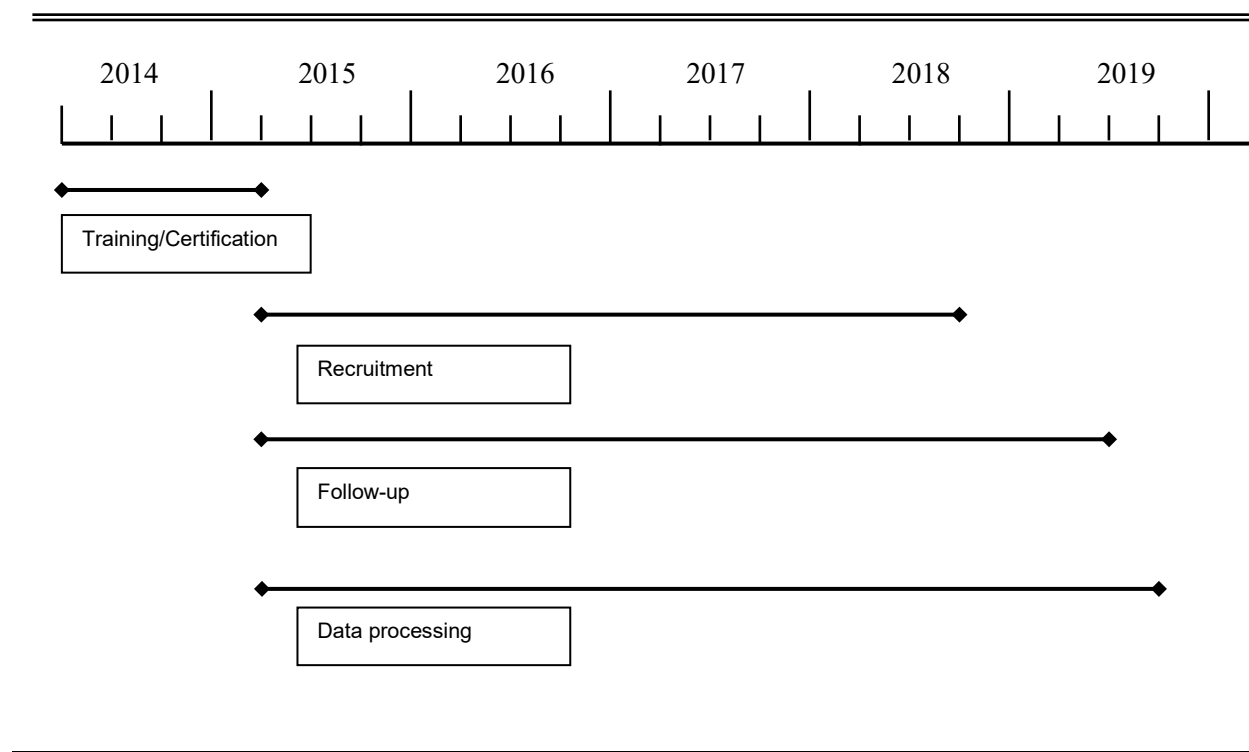 2014 2015 2016 2017 2018 2019
Training/Certification
Recruitment
Follow-up
Data processing